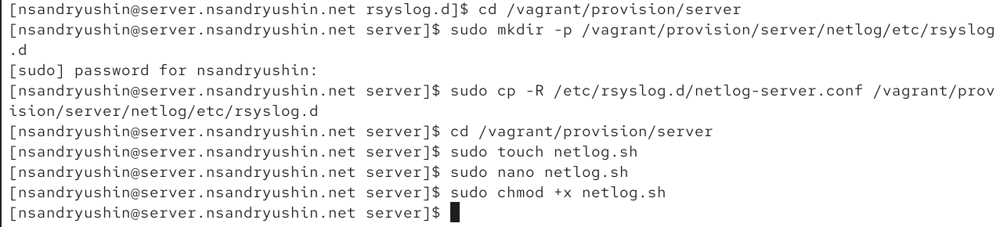 [nsandryushin@server.nsandryushin.net rsyslog.d]$ cd /vagrant/provision/server
[nsandryushin@server.nsandryushin.net server]$ sudo mkdir -p /vagrant/provision/server/netlog/etc/rsyslog
.d
[sudo] password for nsandryushin:
[nsandryushin@server.nsandryushin.net server]$ sudo cp -R /etc/rsyslog.d/netlog-server.conf /vagrant/prov
ision/server/netlog/etc/rsyslog.d
[nsandryushin@server.nsandryushin.net server]$ cd /vagrant/provision/server
[nsandryushin@server.nsandryushin.net server]$ sudo touch netlog.sh
[nsandryushin@server.nsandryushin.net server]$ sudo nano netlog.sh
[nsandryushin@server.nsandryushin.net server]$ sudo chmod +x netlog.sh
[nsandryushin@server.nsandryushin.net server]$